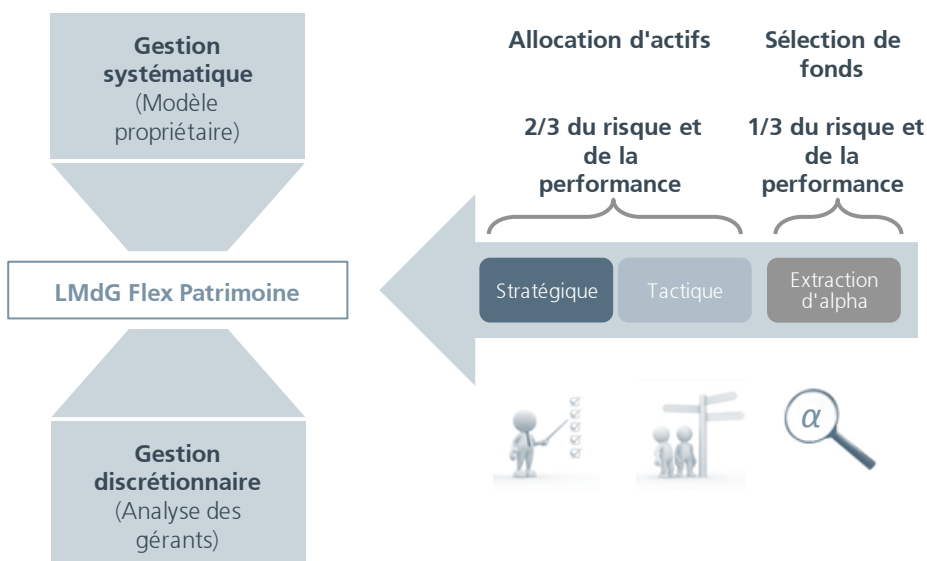 Gestion
systématique
(Modèle
propriétaire)
LMdG Flex Patrimoine
Gestion
discrétionnaire
(Analyse des
gérants)
Allocation d'actifs
2/3 du risque et
de la
performance
Sélection de
fonds
1/3 du risque et
de la
performance
Stratégique
Tactique
Extraction
d'alpha
α